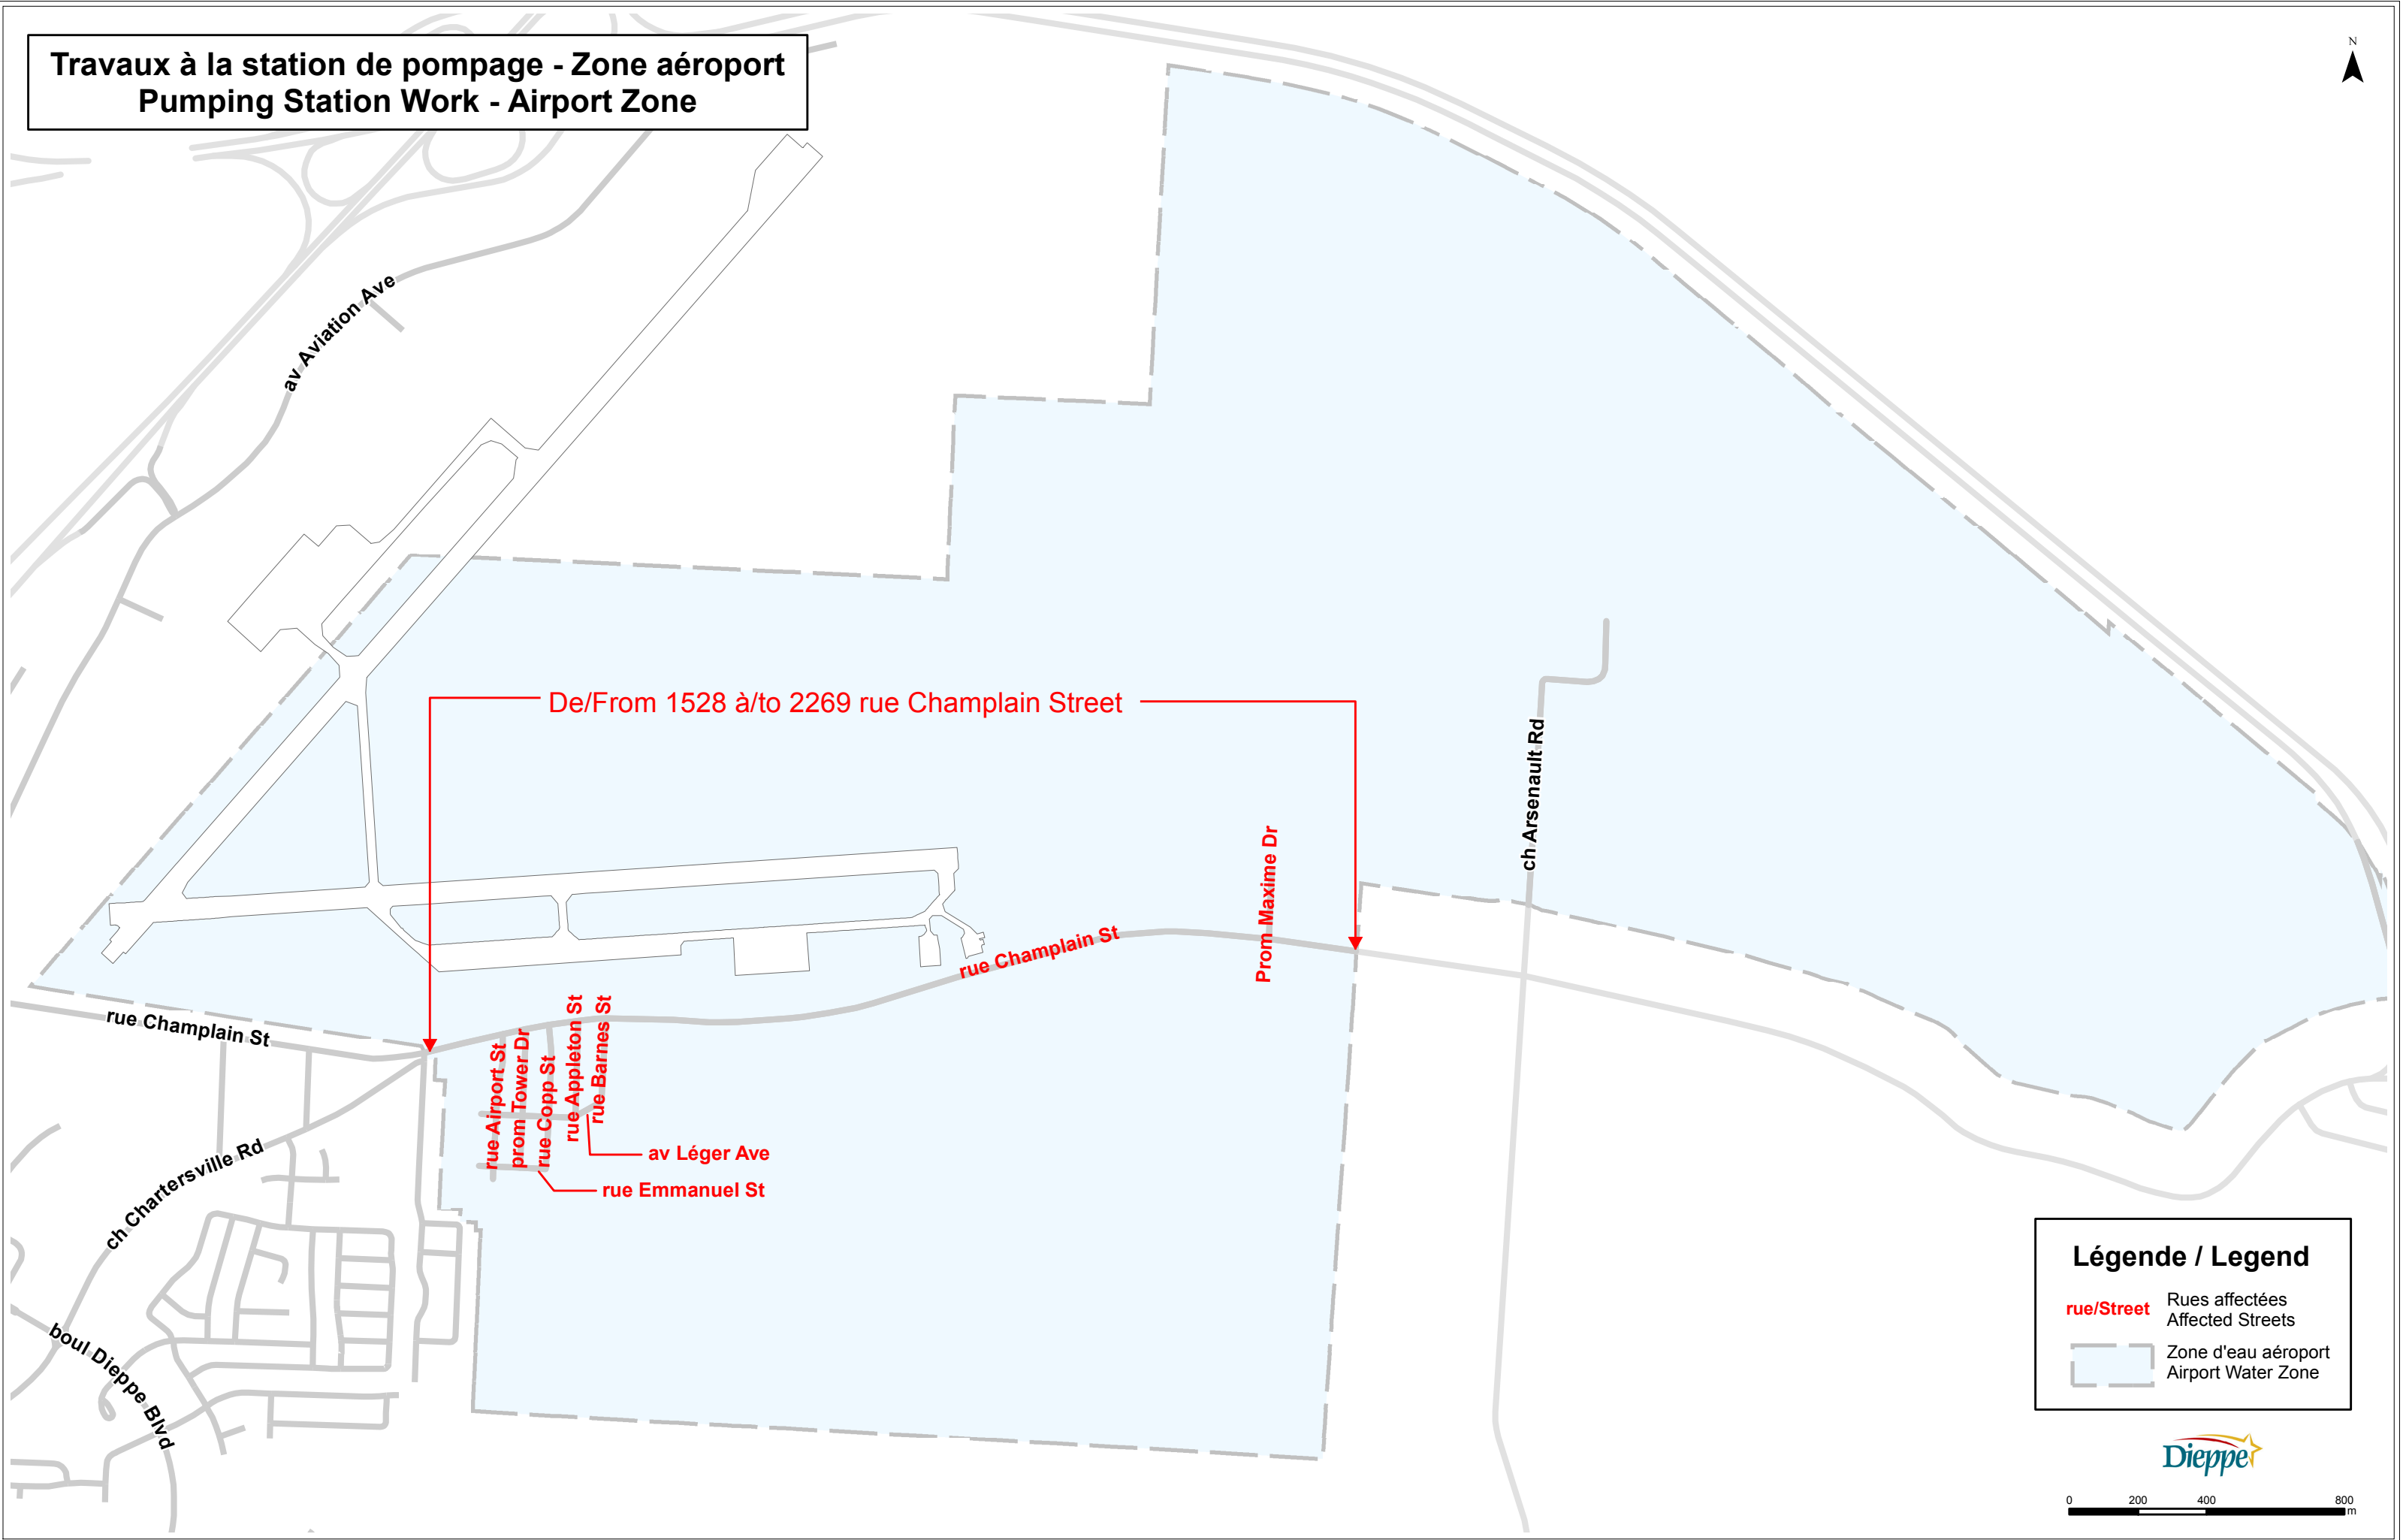 Travaux à la station de pompage - Zone aéroport
Pumping Station Work - Airport Zone
N
av Aviation Ave
De/From 1528 à/to 2269 rue Champlain Street
ch Arsenault Rd
Prom Maxime Dr
rue Champlain St
rue Champlain St
rue Airport St
prom Tower Dr
rue Copp St
rue Appleton St
rue Barnes St
av Léger Ave
rue Emmanuel St
ch Chartersville Rd
boul Dieppe Blvd
Légende / Legend
rue/Street
Rues affectées
Affected Streets
Zone d'eau aéroport
Airport Water Zone
Dieppe
0 200 400 800
m